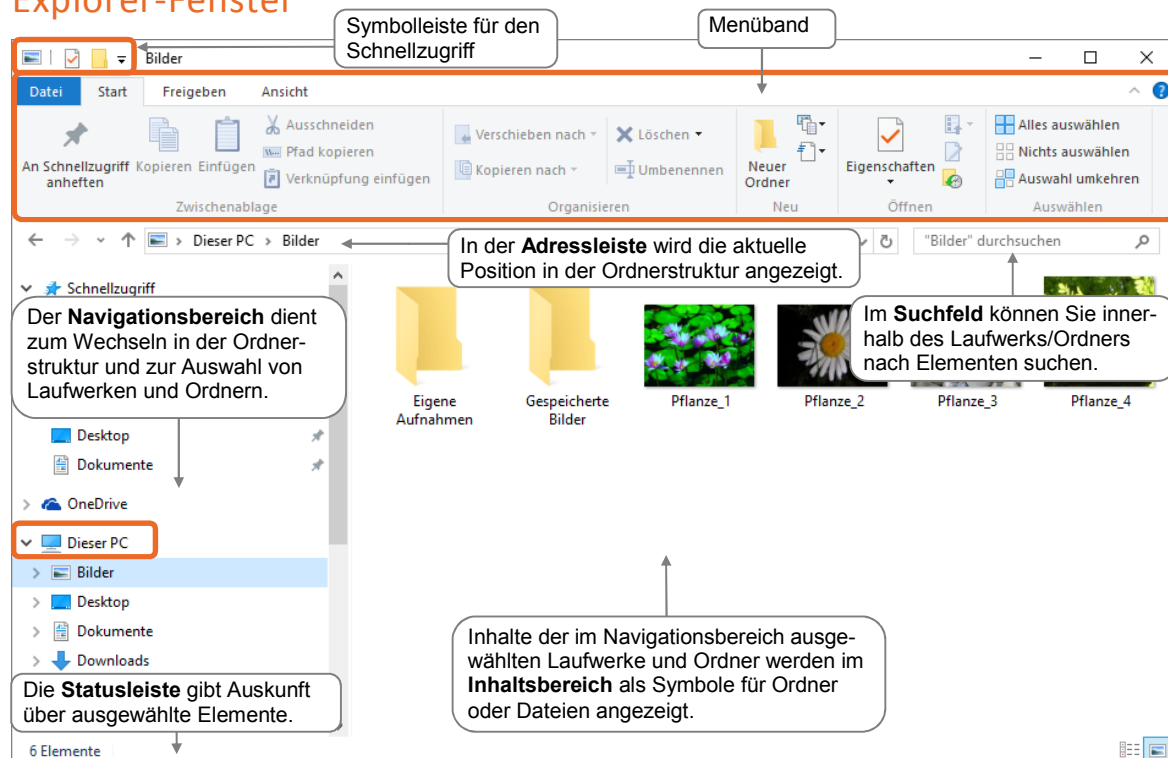 Explorer-Fenster
Symbolleiste für den
Schnellzugriff
Menüband
Bilder
Datei Start Freigeben Ansicht
An Schnellzugriff
anheften
Kopieren
Einfügen
Ausschneiden
Pfad kopieren
Verknüpfung einfügen
Zwischenablage
Verschieben nach
Kopieren nach
Löschen
Umbenennen
Organisieren
Neuer
Ordner
Neu
Eigenschaften
Öffnen
Alles auswählen
Nichts auswählen
Auswahl umkehren
Auswählen
Dieser PC > Bilder
In der Adressleiste wird die aktuelle
Position in der Ordnerstruktur angezeigt.
"Bilder" durchsuchen
Schnellzugriff
Der Navigationsbereich dient
zum Wechseln in der Ordner-
struktur und zur Auswahl von
Laufwerken und Ordnern.
Im Suchfeld können Sie inner-
halb des Laufwerks/Ordners
nach Elementen suchen.
Eigene
Aufnahmen
Gespeicherte
Bilder
Pflanze_1
Pflanze_2
Pflanze_3
Pflanze_4
Desktop
Dokumente
OneDrive
Dieser PC
Bilder
Desktop
Dokumente
Downloads
Inhalte der im Navigationsbereich ausge-
wählten Laufwerke und Ordner werden im
Inhaltsbereich als Symbole für Ordner
oder Dateien angezeigt.
Die Statusleiste gibt Auskunft
über ausgewählte Elemente.
6 Elemente